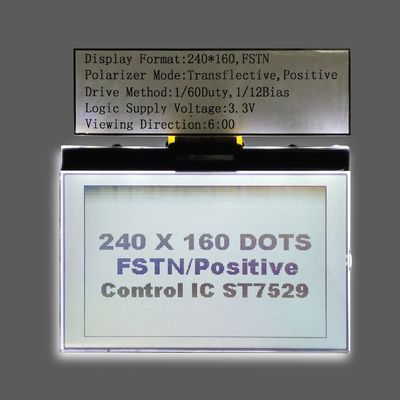 Display Format:240*160,FSTN
Polarizer Mode:Transflective,Positive
Drive Method:1/60Duty,1/12Bias
Logic Supply Voltage:3.3V
Viewing Direction:6:00
240 X 160 DOTS
FSTN/Positive
Control IC ST7529